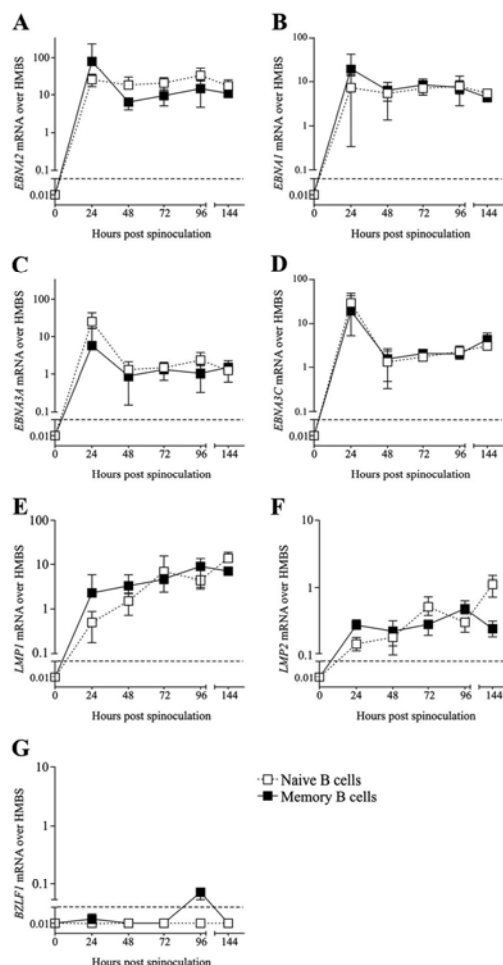 A
EBNA2 mRNA over HMBS
100
10
1
0.1
0.01
0 24 48 72 96 144
Hours post spinoculation
B
EBNA1 mRNA over HMBS
100
10
1
0.1
0.01
0 24 48 72 96 144
Hours post spinoculation
C
EBNA3A mRNA over HMBS
100
10
1
0.1
0.01
0 24 48 72 96 144
Hours post spinoculation
D
EBNA3C mRNA over HMBS
100
10
1
0.1
0.01
0 24 48 72 96 144
Hours post spinoculation
E
LMP1 mRNA over HMBS
100
10
1
0.1
0.01
0 24 48 72 96 144
Hours post spinoculation
F
LMP2 mRNA over HMBS
10
1
0.1
0.01
0 24 48 72 96 144
Hours post spinoculation
G
BZLF1 mRNA over HMBS
10
1
0.1
0.01
0 24 48 72 96 144
Hours post spinoculation
Naive B cells
Memory B cells